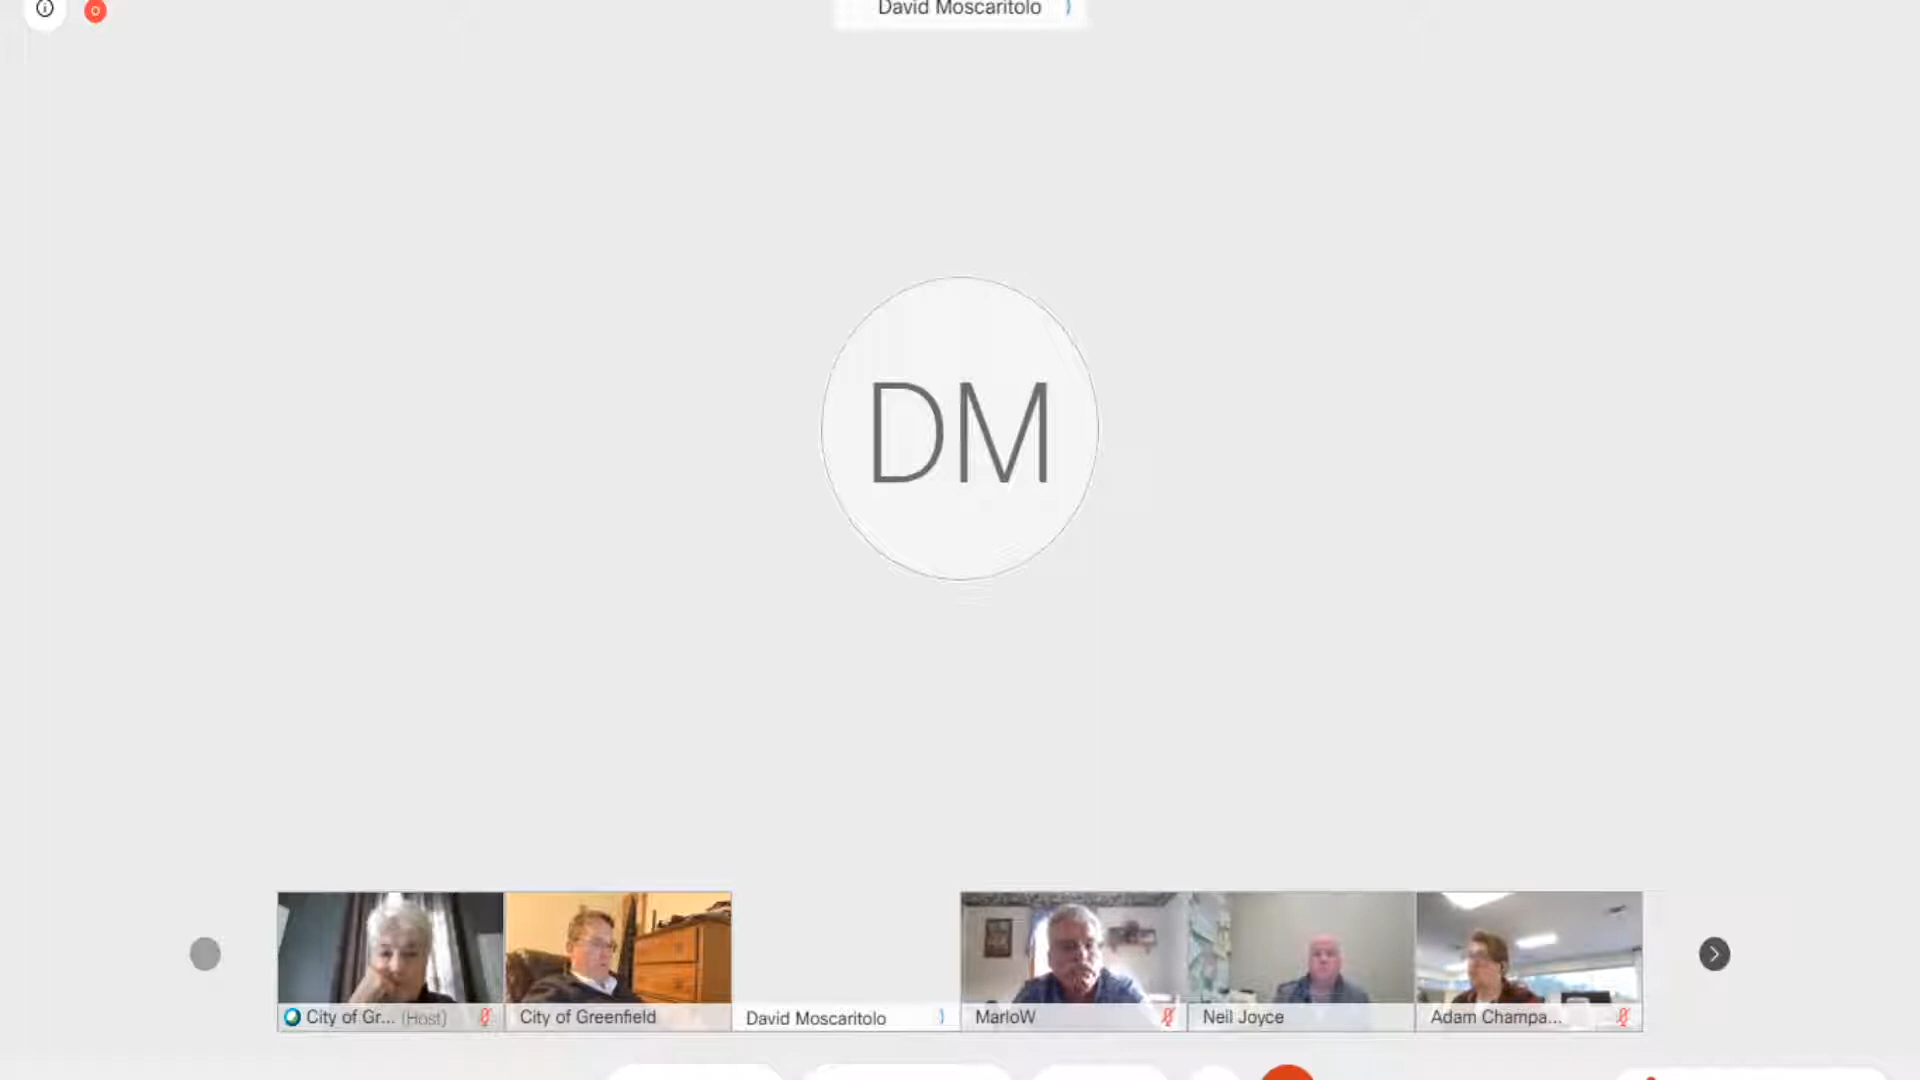 David Moscaritolo
DM
City of Gr... (Host)
City of Greenfield
David Moscaritolo
MarloW
Neil Joyce
Adam Champa...